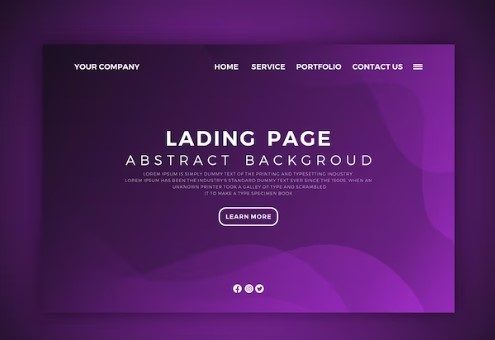 YOUR COMPANY HOME SERVICE PORTFOLIO CONTACT US
LADING PAGE
ABSTRACT BACKGROUD
LOREM IPSUM IS SIMPLY DUMMY TEXT OF THE PRINTING AND TYPESETTING INDUSTRY.
LOREM IPSUM HAS BEEN THE INDUSTRY'S STANDARD DUMMY TEXT EVER SINCE THE 1500S, WHEN AN
UNKNOWN PRINTER TOOK A GALLEY OF TYPE AND SCRAMBLED
IT TO MAKE A TYPE SPECIMEN BOOK
LEARN MORE